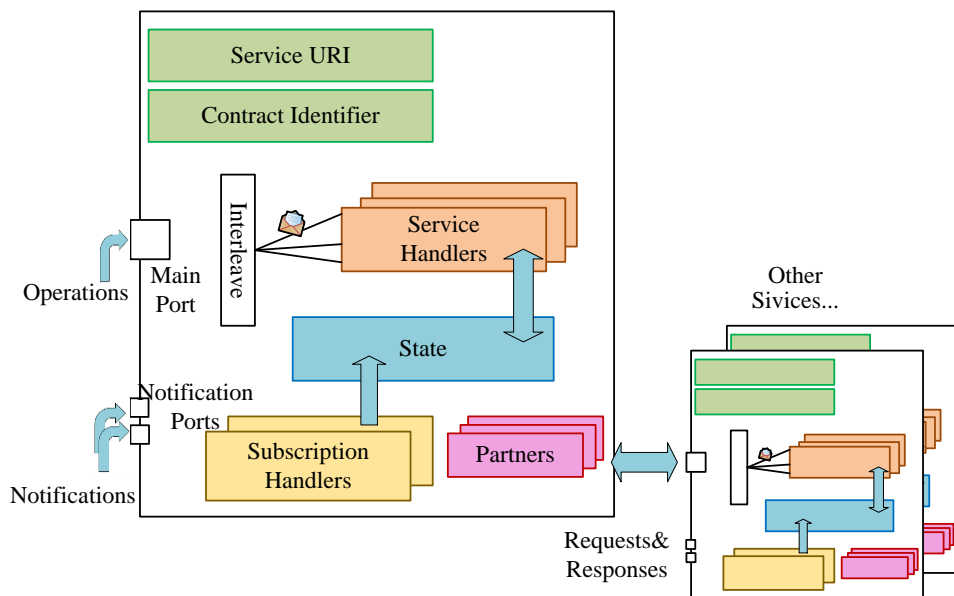 Service URI
Contract Identifier
Interleave
Service
Handlers
Main
Port
Operations
State
Notification
Ports
Subscription
Handlers
Partners
Notifications
Other
Sivices...
Requests&
Responses